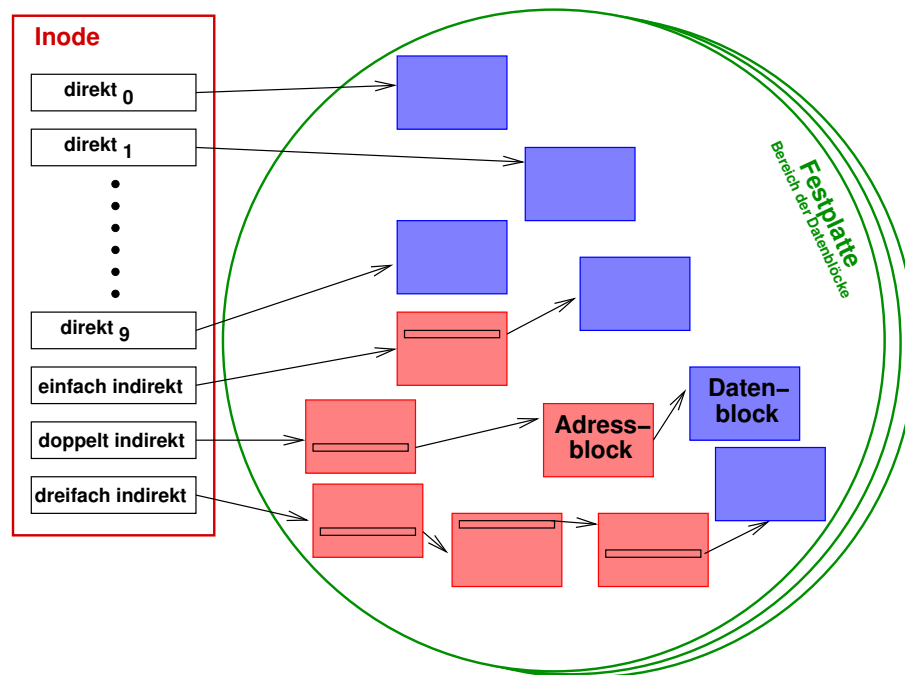 Inode
direkt 0
direkt 1
direkt 9
einfach indirekt
doppelt indirekt
dreifach indirekt
Festplatte
Bereich der Datenblöcke
Adress–
block
Daten–
block